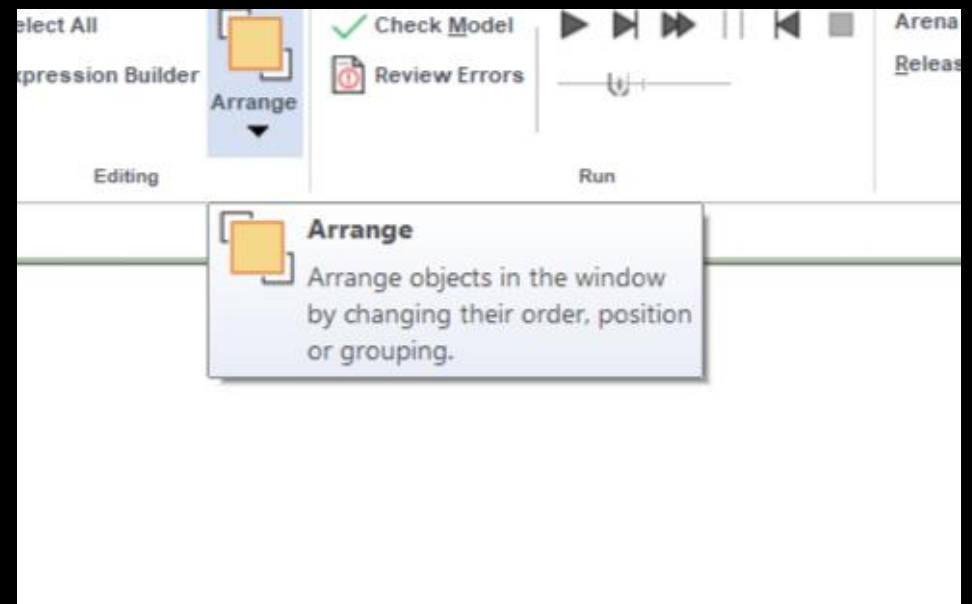 elect All
xpression Builder
Arrange
Editing
Check Model
Review Errors
Run
Arena
Releas
Arrange
Arrange objects in the window
by changing their order, position
or grouping.